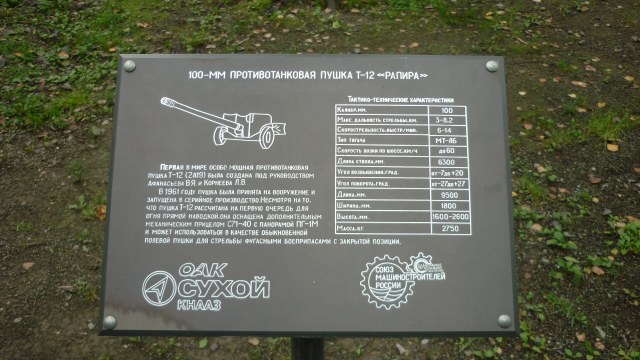 100-мм противотанковая пушка Т-12 «Рапира»
Тактико-технические характеристики
Калибр,мм. 100
Макс дальность стрельбы,км. 3-8,2
Скорострельность,выстр/мин. 6-14
Тип тягача МТ-ЛБ
Скорость возки по шоссе,км/ч до 60
Длина ствола,мм. 6300
Угол возвышения,град. от-7до+20
Угол поворота,град. от-27до+27
Длина,мм. 9500
Ширина,мм. 1800
Высота,мм. 1600-2600
Масса,кг. 2750
Первая в мире особо мощная противотанковая
пушка Т-12 (2А19) была создана под руководством
Афанасьева В.Я. и Корнеева Л.В.
В 1961 году пушка была принята на вооружение и
запущена в серийное производство.Несмотря на то,
что пушка Т-12 рассчитана на первую очередь для
огня прямой наводкой,она оснащена дополнительным
механическим прицелом С71-40 с панорамой ПГ-1М
и может использоваться в качестве обыкновенной
полевой пушки для стрельбы фугасными боеприпасами с закрытой позиции.
ОАК
СУХОЙ
КНААЗ
СОЮЗ
МАШИНОСТРОИТЕЛЕЙ
РОССИИ